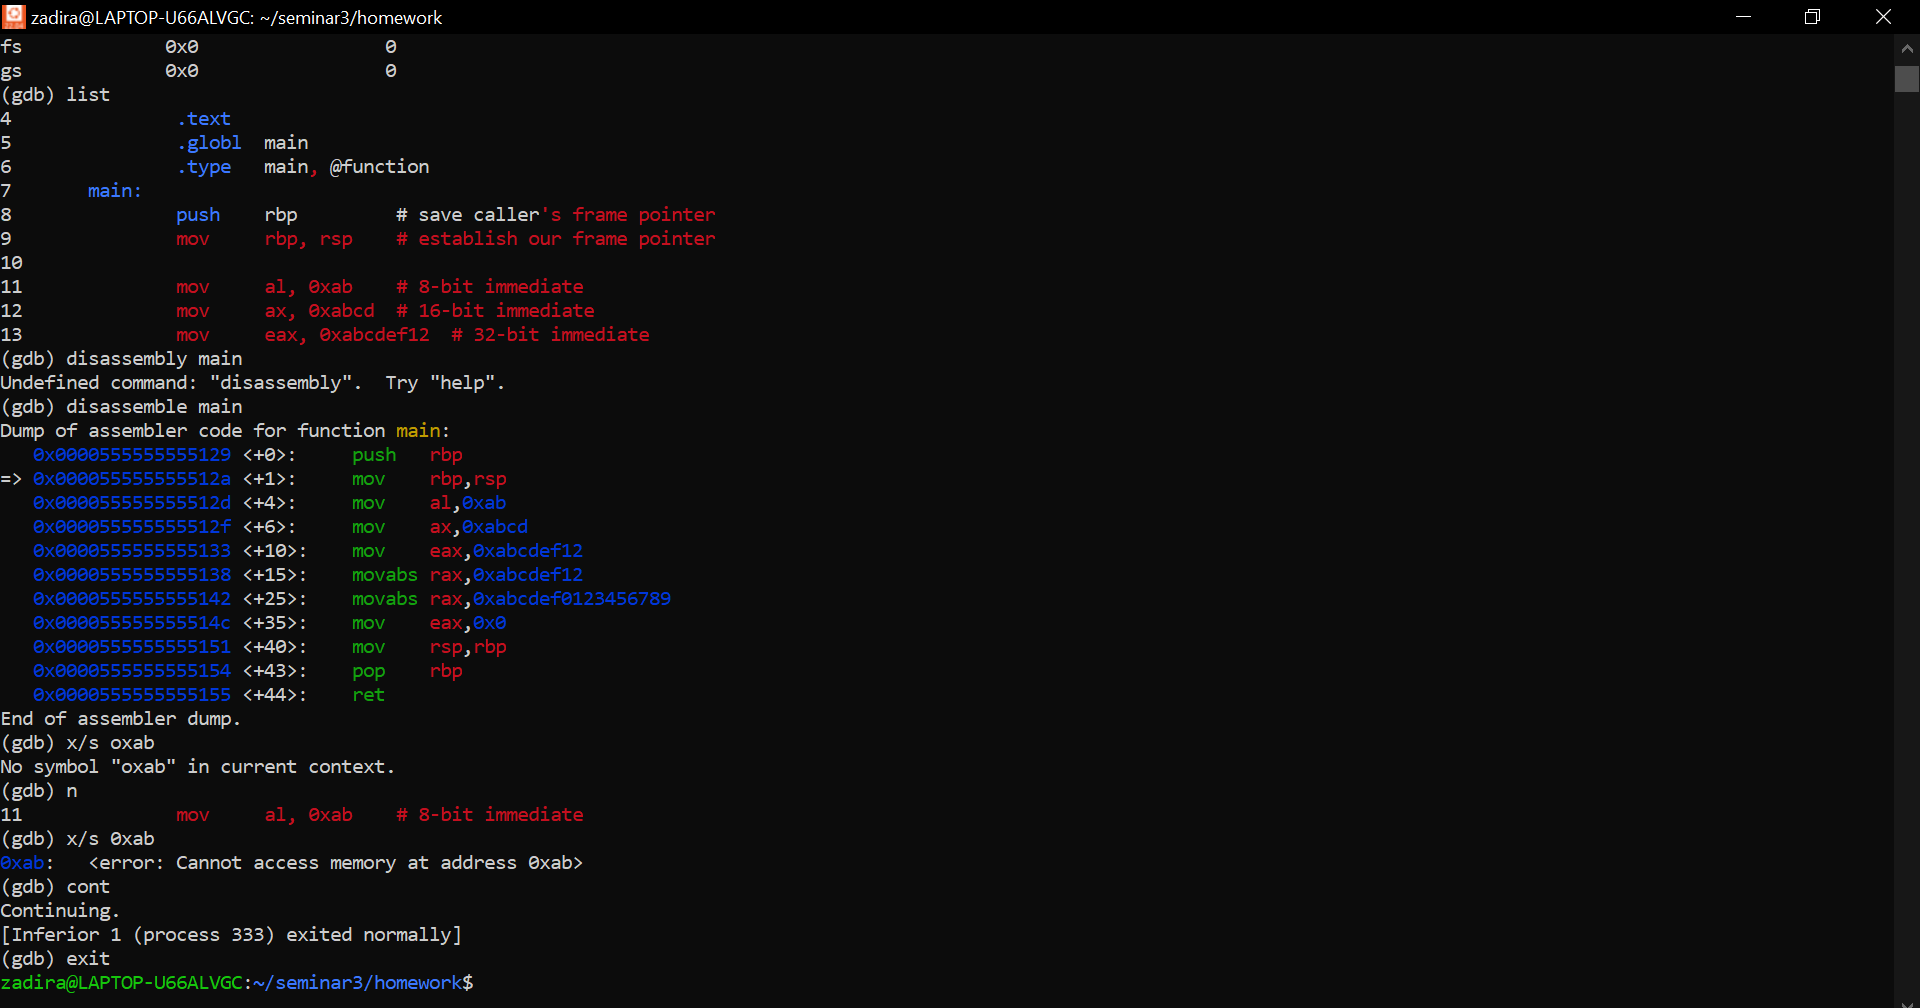 zadira@LAPTOP-U66ALVGC: ~/seminar3/homework
fs             0x0                 0
gs             0x0                 0
(gdb) list
4               .text
5               .globl  main
6               .type   main, @function
7       main:
8               push    rbp         # save caller's frame pointer
9               mov     rbp, rsp    # establish our frame pointer
10
11              mov     al, 0xab    # 8-bit immediate
12              mov     ax, 0xabcd  # 16-bit immediate
13              mov     eax, 0xabcdef12  # 32-bit immediate
(gdb) disassembly main
Undefined command: "disassembly".  Try "help".
(gdb) disassemble main
Dump of assembler code for function main:
   0x0000555555555129 <+0>:     push   rbp
=> 0x000055555555512a <+1>:     mov    rbp,rsp
   0x000055555555512d <+4>:     mov    al,0xab
   0x000055555555512f <+6>:     mov    ax,0xabcd
   0x0000555555555133 <+10>:    mov    eax,0xabcdef12
   0x0000555555555138 <+15>:    movabs rax,0xabcdef12
   0x0000555555555142 <+25>:    movabs rax,0xabcdef0123456789
   0x000055555555514c <+35>:    mov    eax,0x0
   0x0000555555555151 <+40>:    mov    rsp,rbp
   0x0000555555555154 <+43>:    pop    rbp
   0x0000555555555155 <+44>:    ret
End of assembler dump.
(gdb) x/s oxab
No symbol "oxab" in current context.
(gdb) n
11              mov     al, 0xab    # 8-bit immediate
(gdb) x/s 0xab
0xab:   <error: Cannot access memory at address 0xab>
(gdb) cont
Continuing.
[Inferior 1 (process 333) exited normally]
(gdb) exit
zadira@LAPTOP-U66ALVGC:~/seminar3/homework$